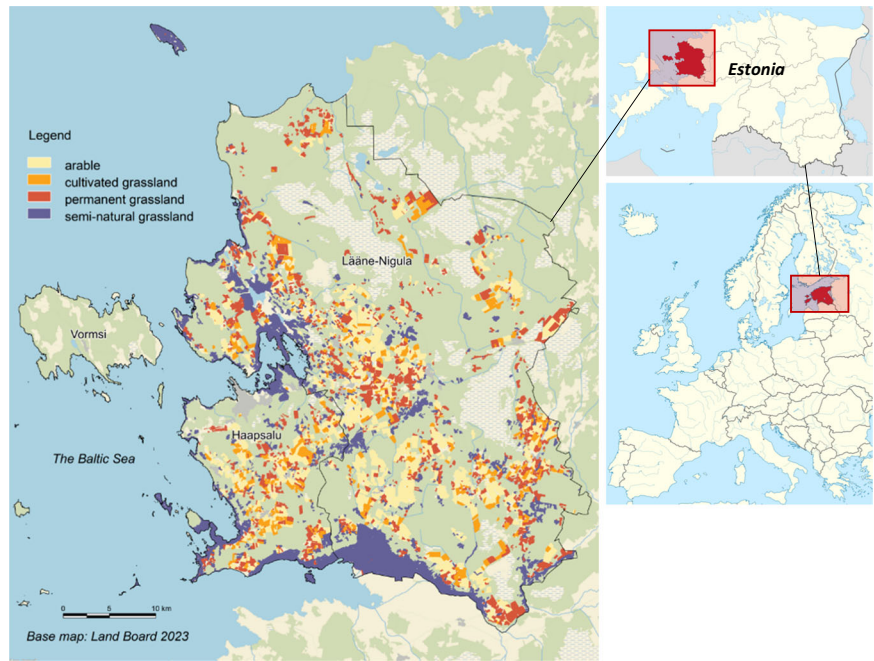 Legend
arable
cultivated grassland
permanent grassland
semi-natural grassland
Lääne-Nigula
Vormsi
Haapsalu
The Baltic Sea
0 5 10 km
Base map: Land Board 2023
Estonia